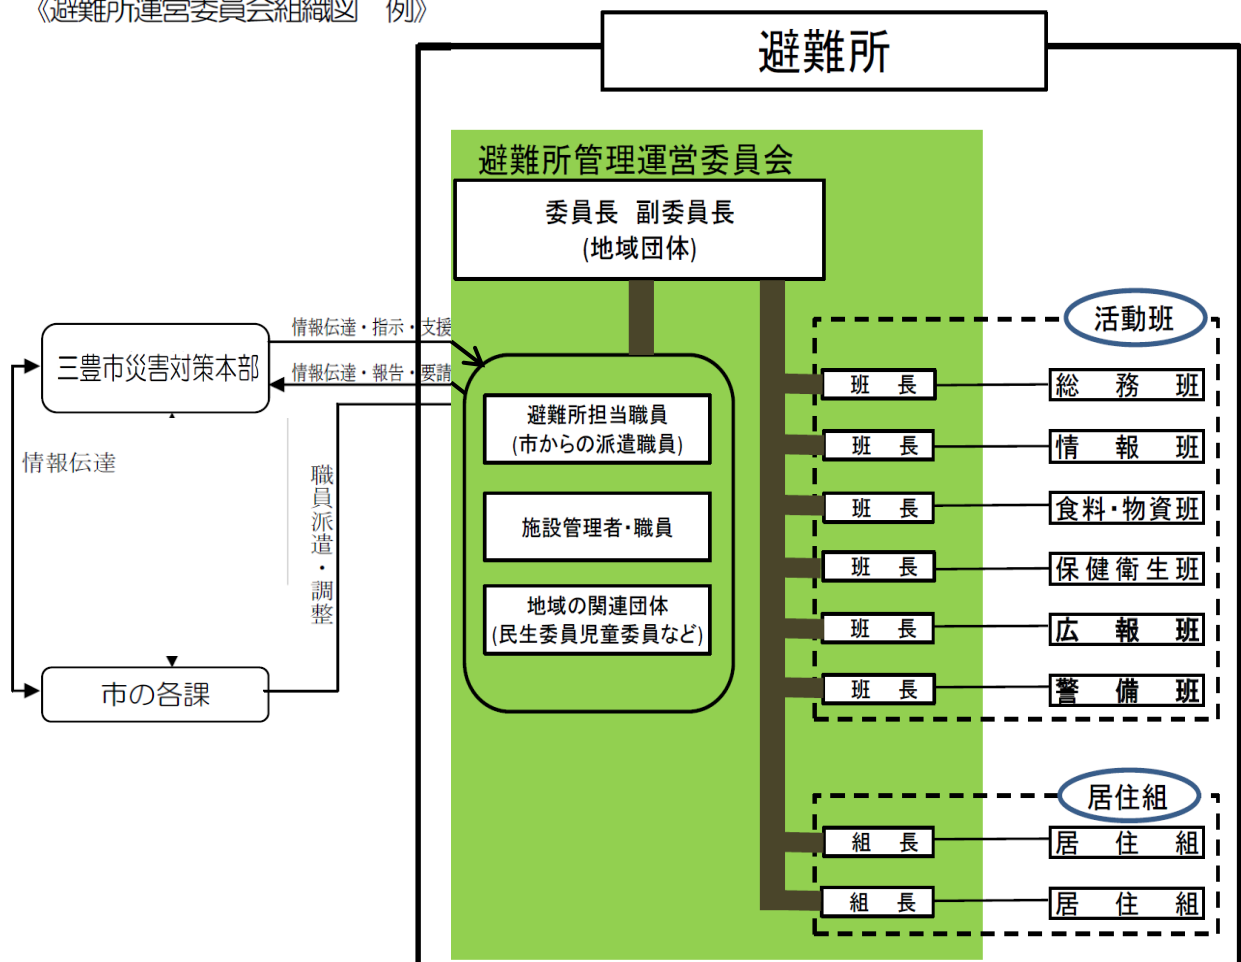 《避難所運営委員会組織図　例》
避難所
避難所管理運営委員会
委員長 副委員長
(地域団体)
情報伝達・指示・支援
三豊市災害対策本部
情報伝達・報告・要請
避難所担当職員
(市からの派遣職員)
施設管理者・職員
地域の関連団体
(民生委員児童委員など)
情報伝達
職員派遣・調整
市の各課
活動班
班 長
総 務 班
班 長
情 報 班
班 長
食料・物資班
班 長
保健衛生班
班 長
広 報 班
班 長
警 備 班
居住組
組 長
居 住 組
組 長
居 住 組